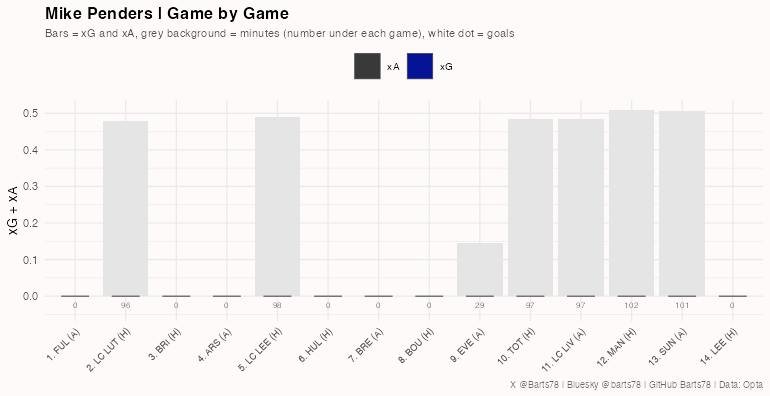 Mike Penders | Game by Game
Bars = xG and xA, grey background = minutes (number under each game), white dot = goals
xA xG
xG + xA
0.5
0.4
0.3
0.2
0.1
0.0
0 96 0 0 98 0 0 0 29 97 97 102 101 0
1. FUL (A)
2. LC LUT (H)
3. BRI (H)
4. ARS (A)
5. LC LEE (H)
6. HUL (H)
7. BRE (A)
8. BOU (H)
9. EVE (A)
10. TOT (H)
11. LC LIV (A)
12. MAN (H)
13. SUN (A)
14. LEE (H)
X @Barts78 | Bluesky @barts78 | GitHub Barts78 | Data: Opta